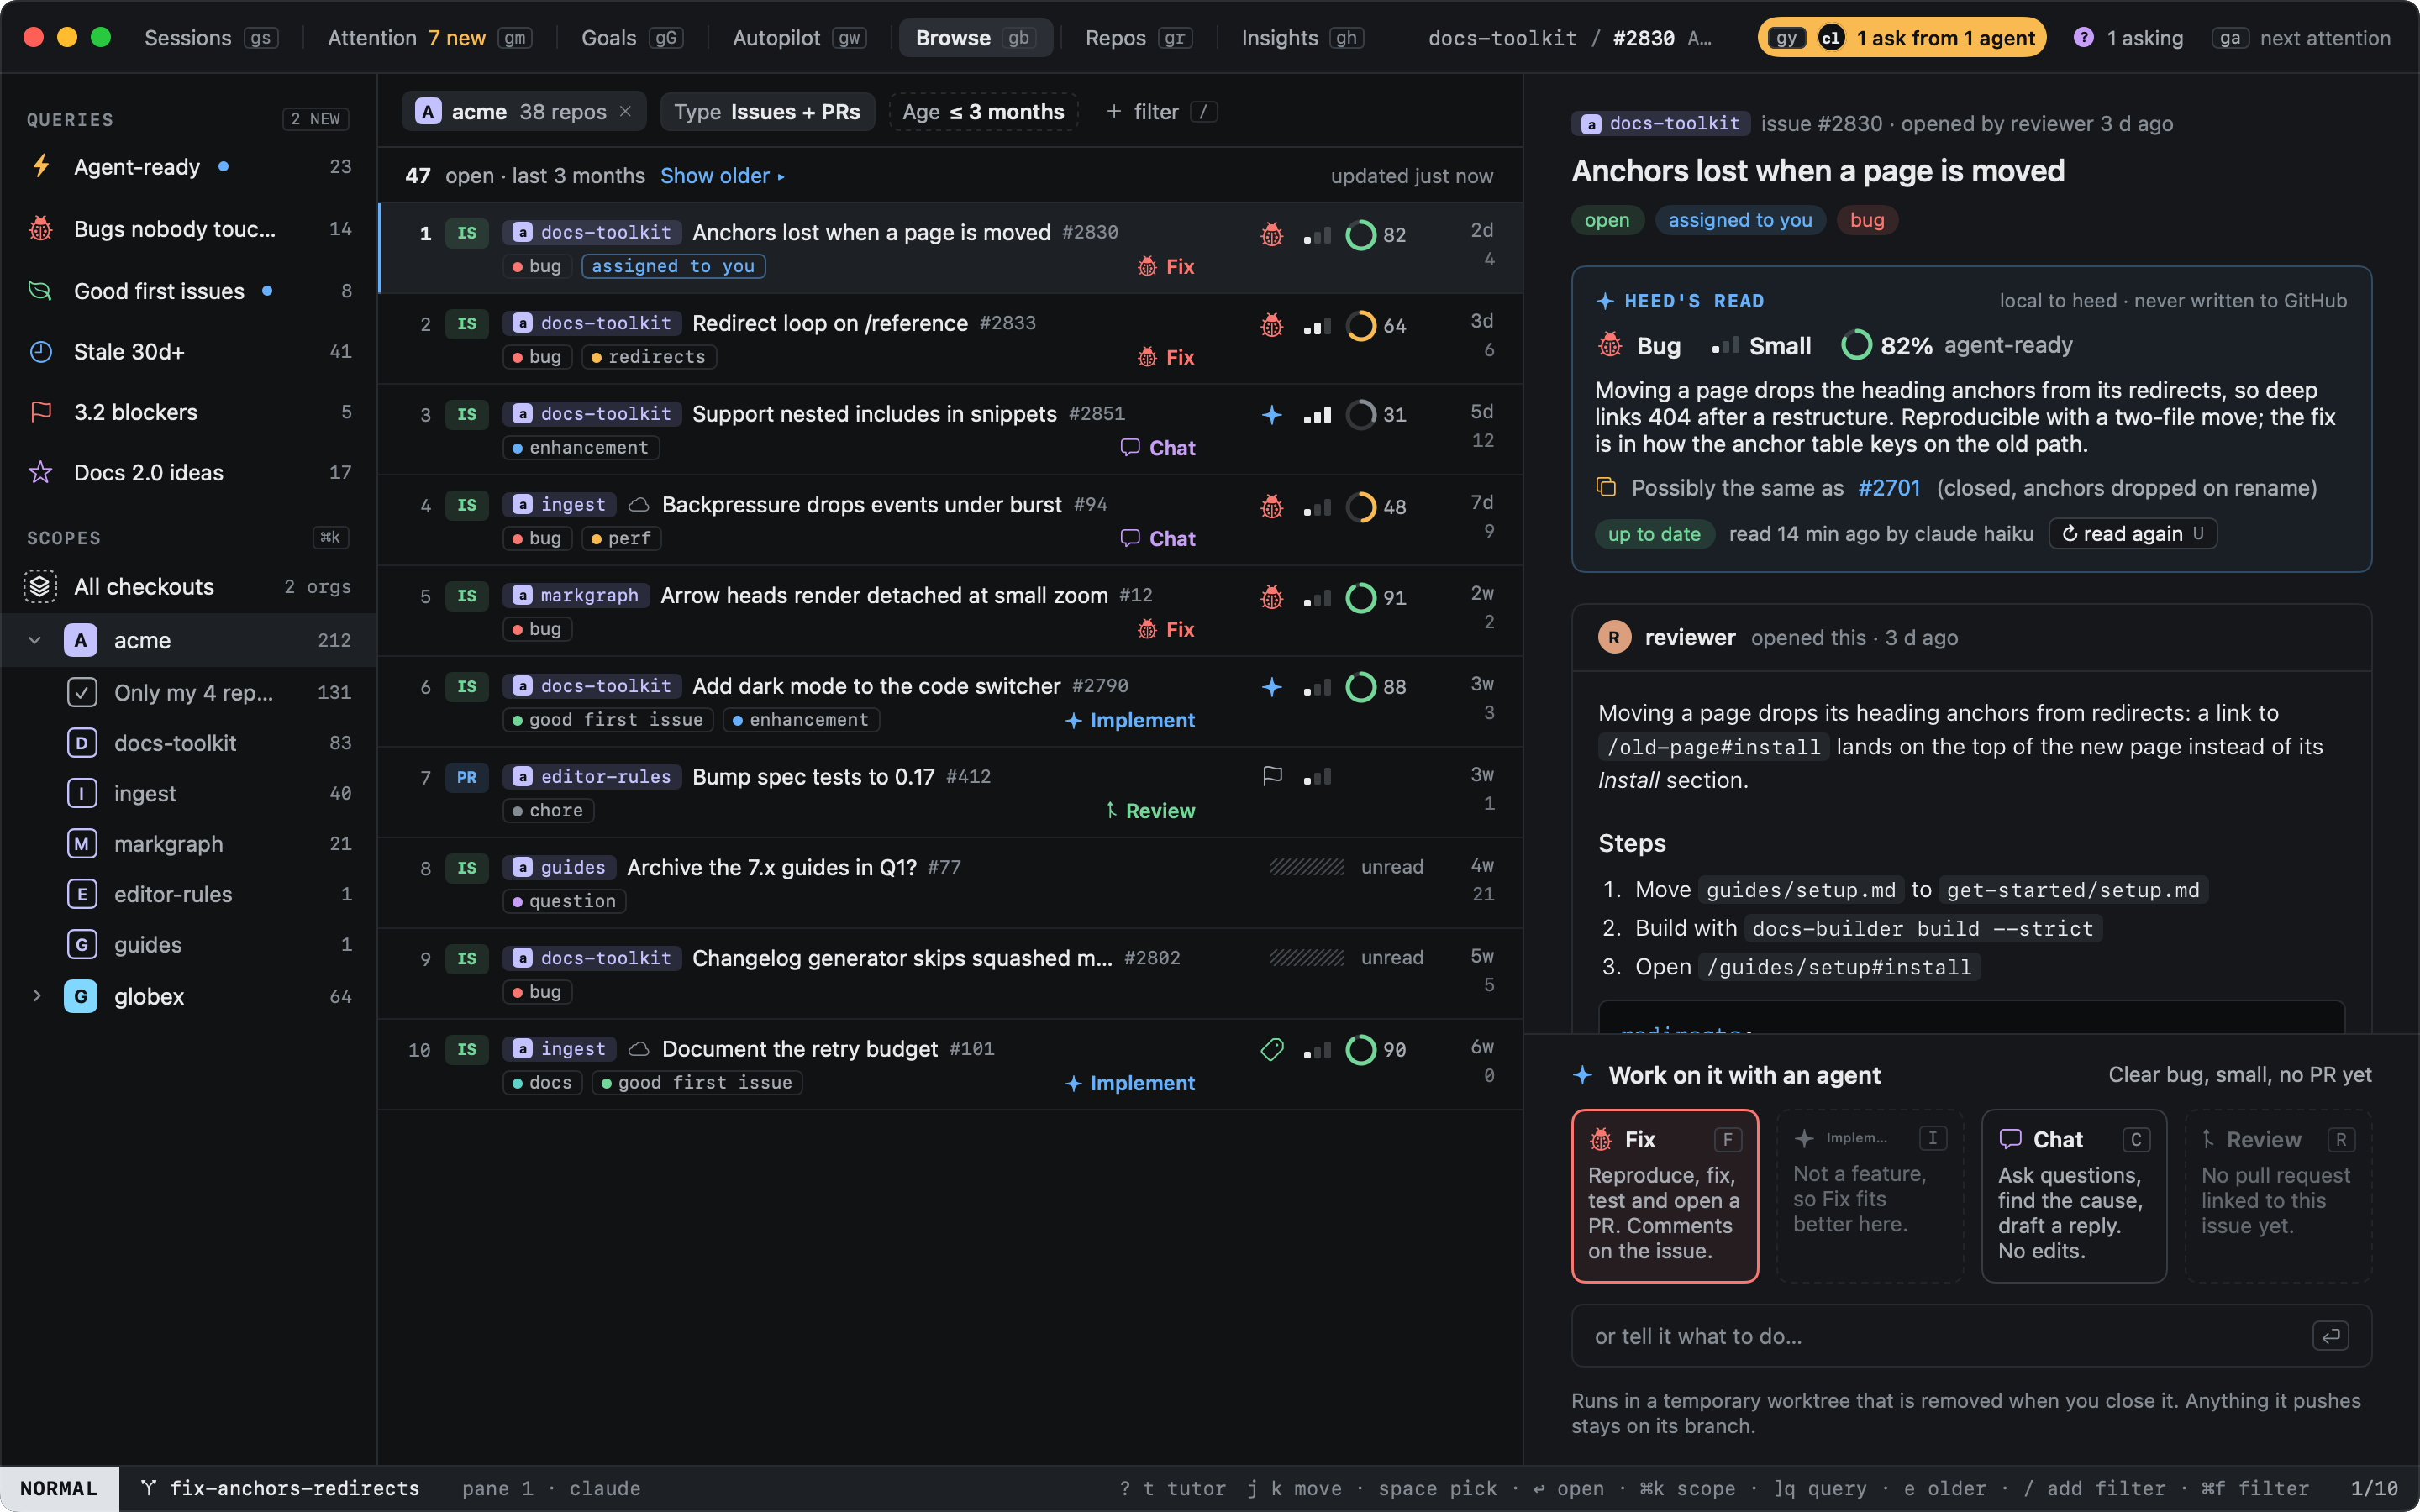 Sessions gs Attention 7 new gm Goals gG Autopilot gw Browse gb Repos gr Insights gh docs-toolkit / #2830 A… gy cl 1 ask from 1 agent ? 1 asking ga next attention
QUERIES 2 NEW
Agent-ready 23
Bugs nobody touc… 14
Good first issues 8
Stale 30d+ 41
3.2 blockers 5
Docs 2.0 ideas 17
SCOPES ⌘k
All checkouts 2 orgs
A acme 212
Only my 4 rep… 131
D docs-toolkit 83
I ingest 40
M markgraph 21
E editor-rules 1
G guides 1
G globex 64
A acme 38 repos × Type Issues + PRs Age ≤ 3 months + filter /
47 open · last 3 months Show older ▸ updated just now
1 IS a docs-toolkit Anchors lost when a page is moved #2830 82 2d
bug assigned to you Fix 4
2 IS a docs-toolkit Redirect loop on /reference #2833 64 3d
bug redirects Fix 6
3 IS a docs-toolkit Support nested includes in snippets #2851 31 5d
enhancement Chat 12
4 IS a ingest Backpressure drops events under burst #94 48 7d
bug perf Chat 9
5 IS a markgraph Arrow heads render detached at small zoom #12 91 2w
bug Fix 2
6 IS a docs-toolkit Add dark mode to the code switcher #2790 88 3w
good first issue enhancement Implement 3
7 PR a editor-rules Bump spec tests to 0.17 #412 3w
chore Review 1
8 IS a guides Archive the 7.x guides in Q1? #77 unread 4w
question 21
9 IS a docs-toolkit Changelog generator skips squashed m… #2802 unread 5w
bug 5
10 IS a ingest Document the retry budget #101 90 6w
docs good first issue Implement 0
a docs-toolkit issue #2830 · opened by reviewer 3 d ago
Anchors lost when a page is moved
open assigned to you bug
HEED'S READ local to heed · never written to GitHub
Bug Small 82% agent-ready
Moving a page drops the heading anchors from its redirects, so deep
links 404 after a restructure. Reproducible with a two-file move; the fix
is in how the anchor table keys on the old path.
Possibly the same as #2701 (closed, anchors dropped on rename)
up to date read 14 min ago by claude haiku read again U
R reviewer opened this · 3 d ago
Moving a page drops its heading anchors from redirects: a link to
/old-page#install lands on the top of the new page instead of its
Install section.
Steps
1. Move guides/setup.md to get-started/setup.md
2. Build with docs-builder build --strict
3. Open /guides/setup#install
redirects:
Work on it with an agent Clear bug, small, no PR yet
Fix F
Reproduce, fix,
test and open a
PR. Comments
on the issue.
Implem… I
Not a feature,
so Fix fits
better here.
Chat C
Ask questions,
find the cause,
draft a reply.
No edits.
Review R
No pull request
linked to this
issue yet.
or tell it what to do…
Runs in a temporary worktree that is removed when you close it. Anything it pushes
stays on its branch.
NORMAL fix-anchors-redirects pane 1 · claude ? t tutor j k move · space pick · ↩ open · ⌘k scope · ]q query · e older · / add filter · ⌘f filter 1/10